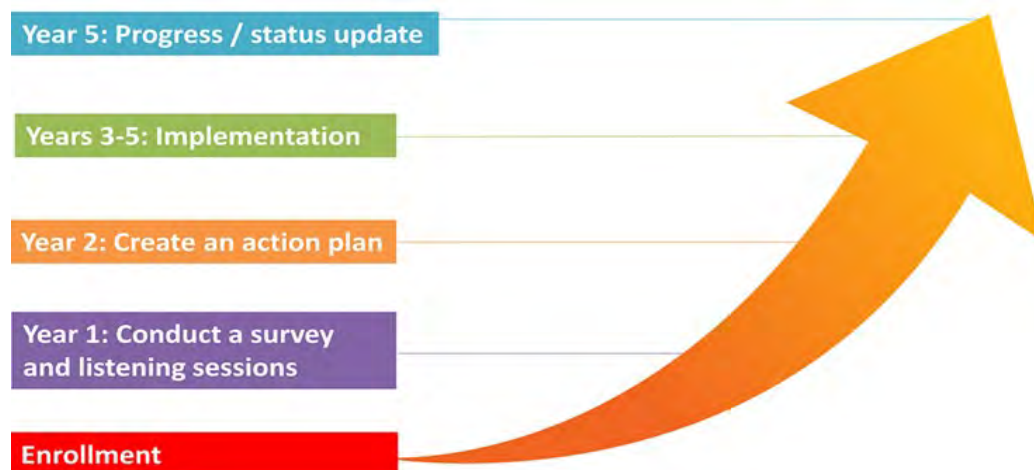 Year 5: Progress / status update
Years 3-5: Implementation
Year 2: Create an action plan
Year 1: Conduct a survey
and listening sessions
Enrollment